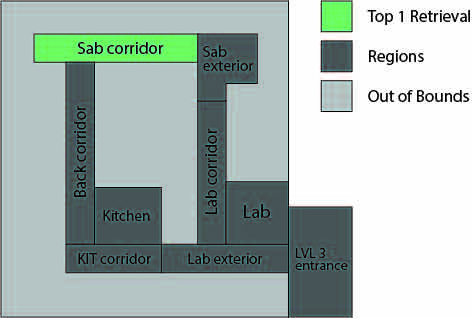 Sab corridor
Sab
exterior
Back corridor
Lab corridor
Kitchen
Lab
KIT corridor
Lab exterior
LVL 3
entrance
Top 1 Retrieval
Regions
Out of Bounds